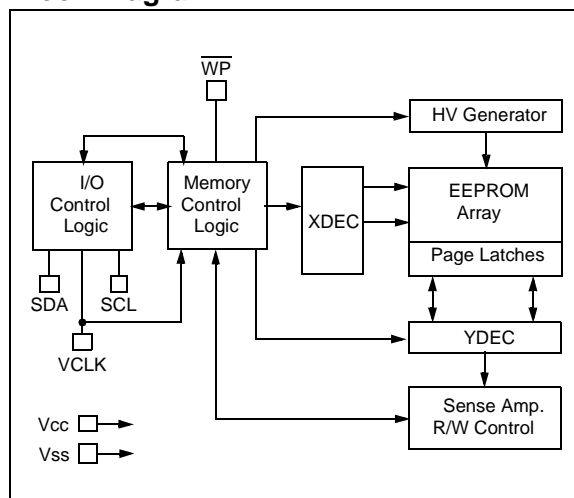 WP
HV Generator
I/O
Control
Logic
Memory
Control
Logic
XDEC
EEPROM
Array
Page Latches
SDA
SCL
VCLK
YDEC
Sense Amp.
R/W Control
Vcc
Vss